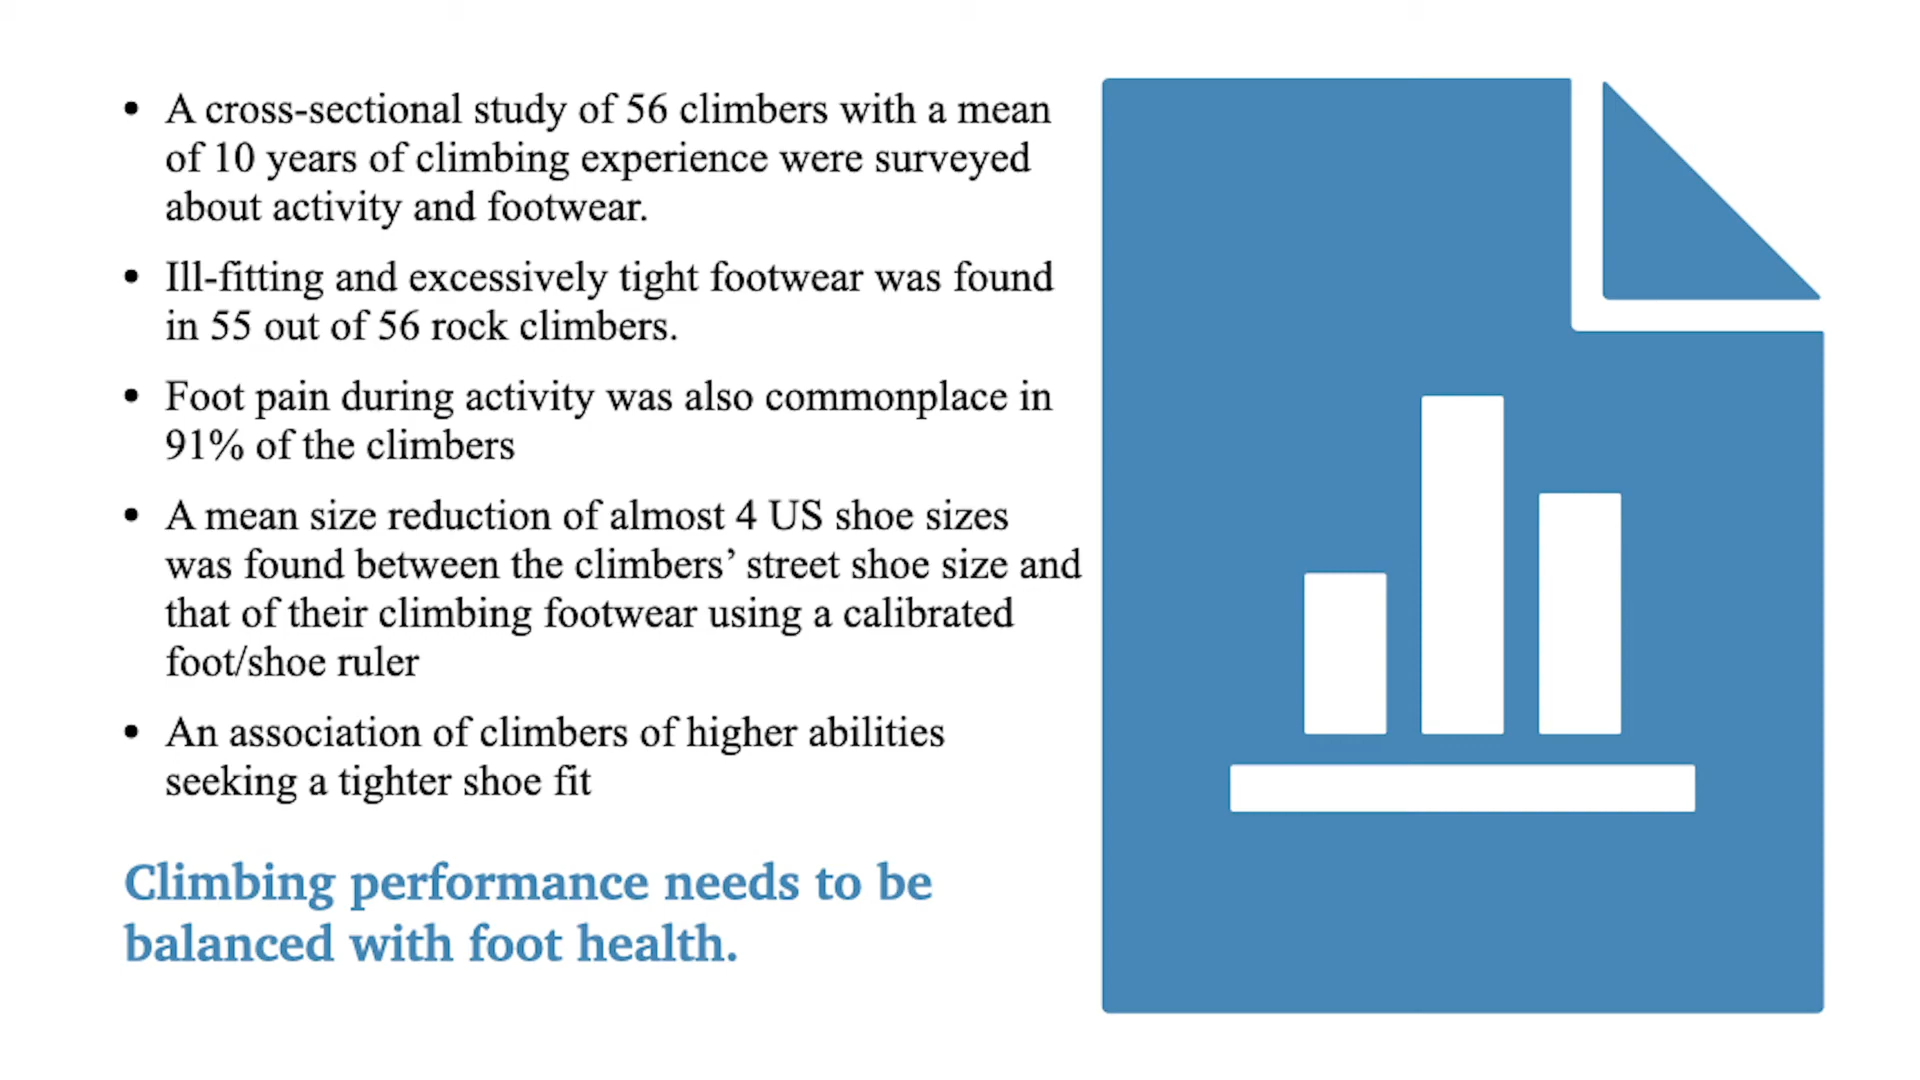 • A cross-sectional study of 56 climbers with a mean
of 10 years of climbing experience were surveyed
about activity and footwear.
• Ill-fitting and excessively tight footwear was found
in 55 out of 56 rock climbers.
• Foot pain during activity was also commonplace in
91% of the climbers
• A mean size reduction of almost 4 US shoe sizes
was found between the climbers’ street shoe size and
that of their climbing footwear using a calibrated
foot/shoe ruler
• An association of climbers of higher abilities
seeking a tighter shoe fit
Climbing performance needs to be
balanced with foot health.